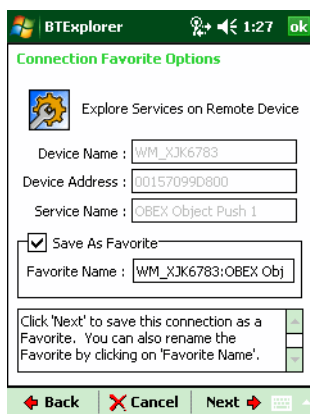 BTExplorer 1:27 ok
Connection Favorite Options
Explore Services on Remote Device
Device Name : WM_XJK6783
Device Address : 00157099D800
Service Name : OBEX Object Push 1
Save As Favorite
Favorite Name : WM_XJK6783:OBEX Obj
Click 'Next' to save this connection as a
Favorite. You can also rename the
Favorite by clicking on 'Favorite Name'.
Back Cancel Next